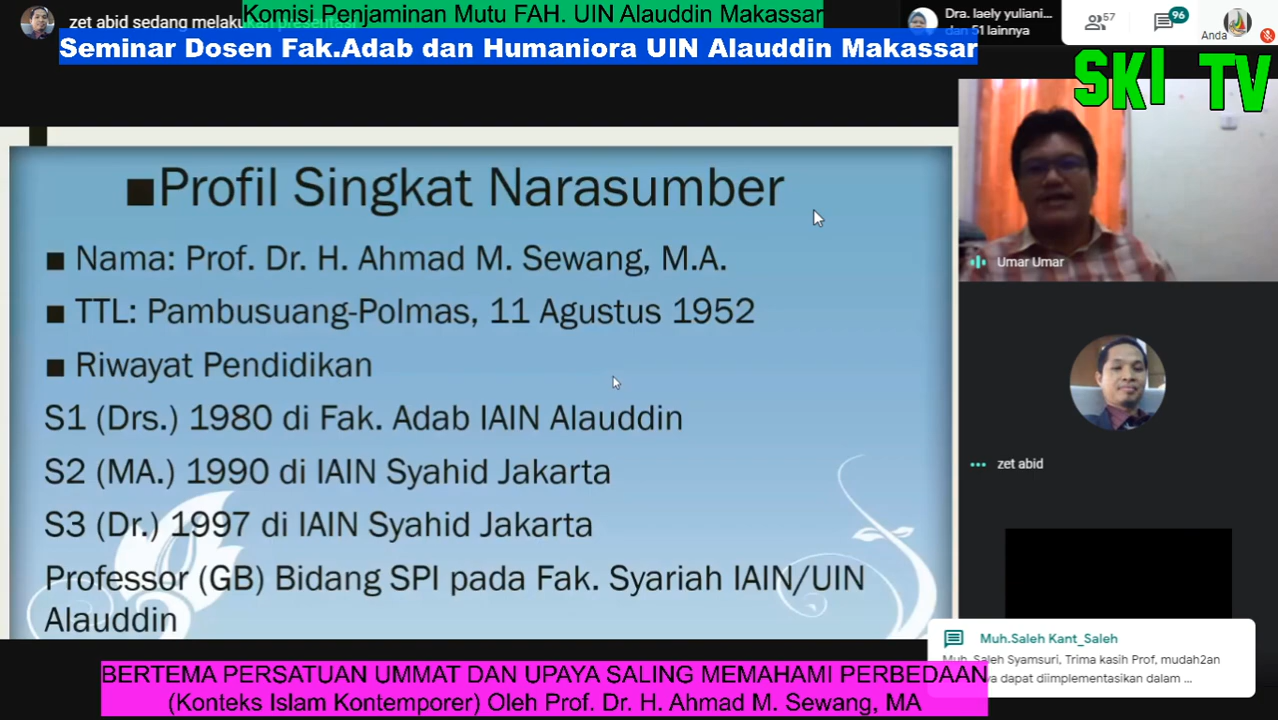 zet abid sedang melaku
Komisi Penjaminan Mutu FAH. UIN Alauddin Makassar
Seminar Dosen Fak.Adab dan Humaniora UIN Alauddin Makassar
Dra. laely yuliani...
dan 51 lainnya
57
96
Anda
SKI TV
■Profil Singkat Narasumber
■ Nama: Prof. Dr. H. Ahmad M. Sewang, M.A.
■ TTL: Pambusuang-Polmas, 11 Agustus 1952
■ Riwayat Pendidikan
S1 (Drs.) 1980 di Fak. Adab IAIN Alauddin
S2 (MA.) 1990 di IAIN Syahid Jakarta
S3 (Dr.) 1997 di IAIN Syahid Jakarta
Professor (GB) Bidang SPI pada Fak. Syariah IAIN/UIN
Alauddin
Umar Umar
zet abid
Muh.Saleh Kant_Saleh
Muh. Saleh Syamsuri, Trima kasih Prof, mudah2an
dapat diimplementasikan dalam ...
BERTEMA PERSATUAN UMMAT DAN UPAYA SALING MEMAHAMI PERBEDAAN
(Konteks Islam Kontemporer) Oleh Prof. Dr. H. Ahmad M. Sewang, MA